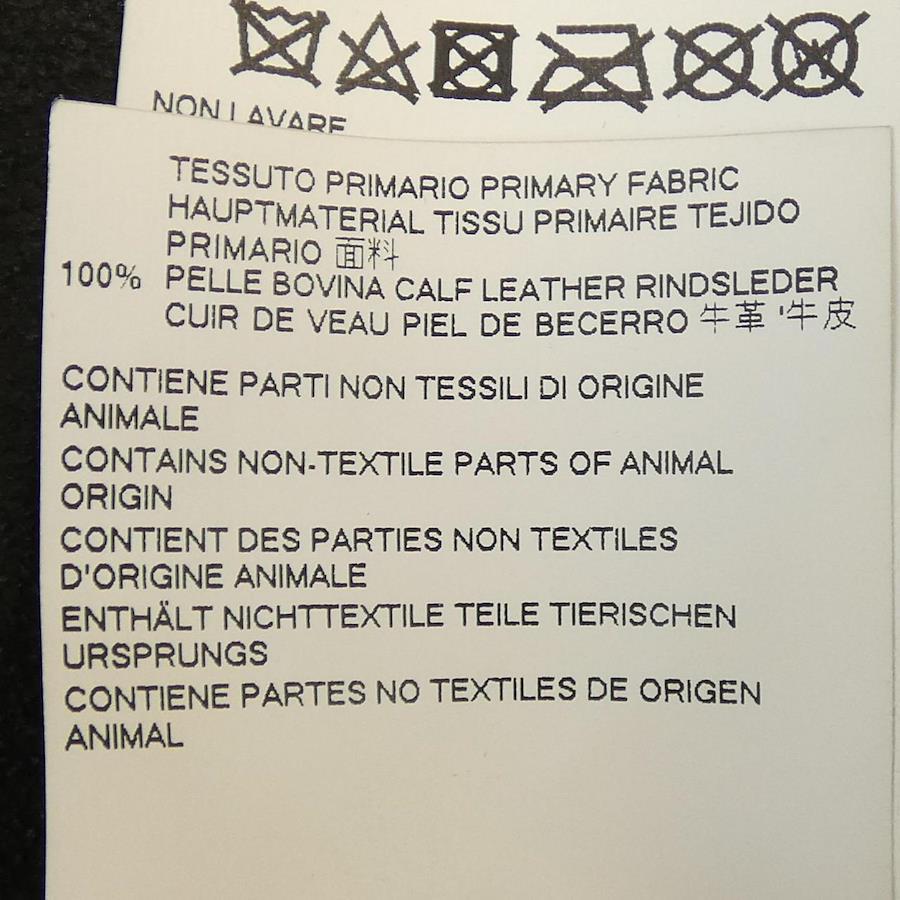 NON LAVARE
TESSUTO PRIMARIO PRIMARY FABRIC
HAUPTMATERIAL TISSU PRIMAIRE TEJIDO
PRIMARIO 面料
100% PELLE BOVINA CALF LEATHER RINDSLEDER
CUIR DE VEAU PIEL DE BECERRO 牛革 '牛皮
CONTIENE PARTI NON TESSILI DI ORIGINE
ANIMALE
CONTAINS NON-TEXTILE PARTS OF ANIMAL
ORIGIN
CONTIENT DES PARTIES NON TEXTILES
D'ORIGINE ANIMALE
ENTHÄLT NICHTTEXTILE TEILE TIERISCHEN
URSPRUNGS
CONTIENE PARTES NO TEXTILES DE ORIGEN
ANIMAL